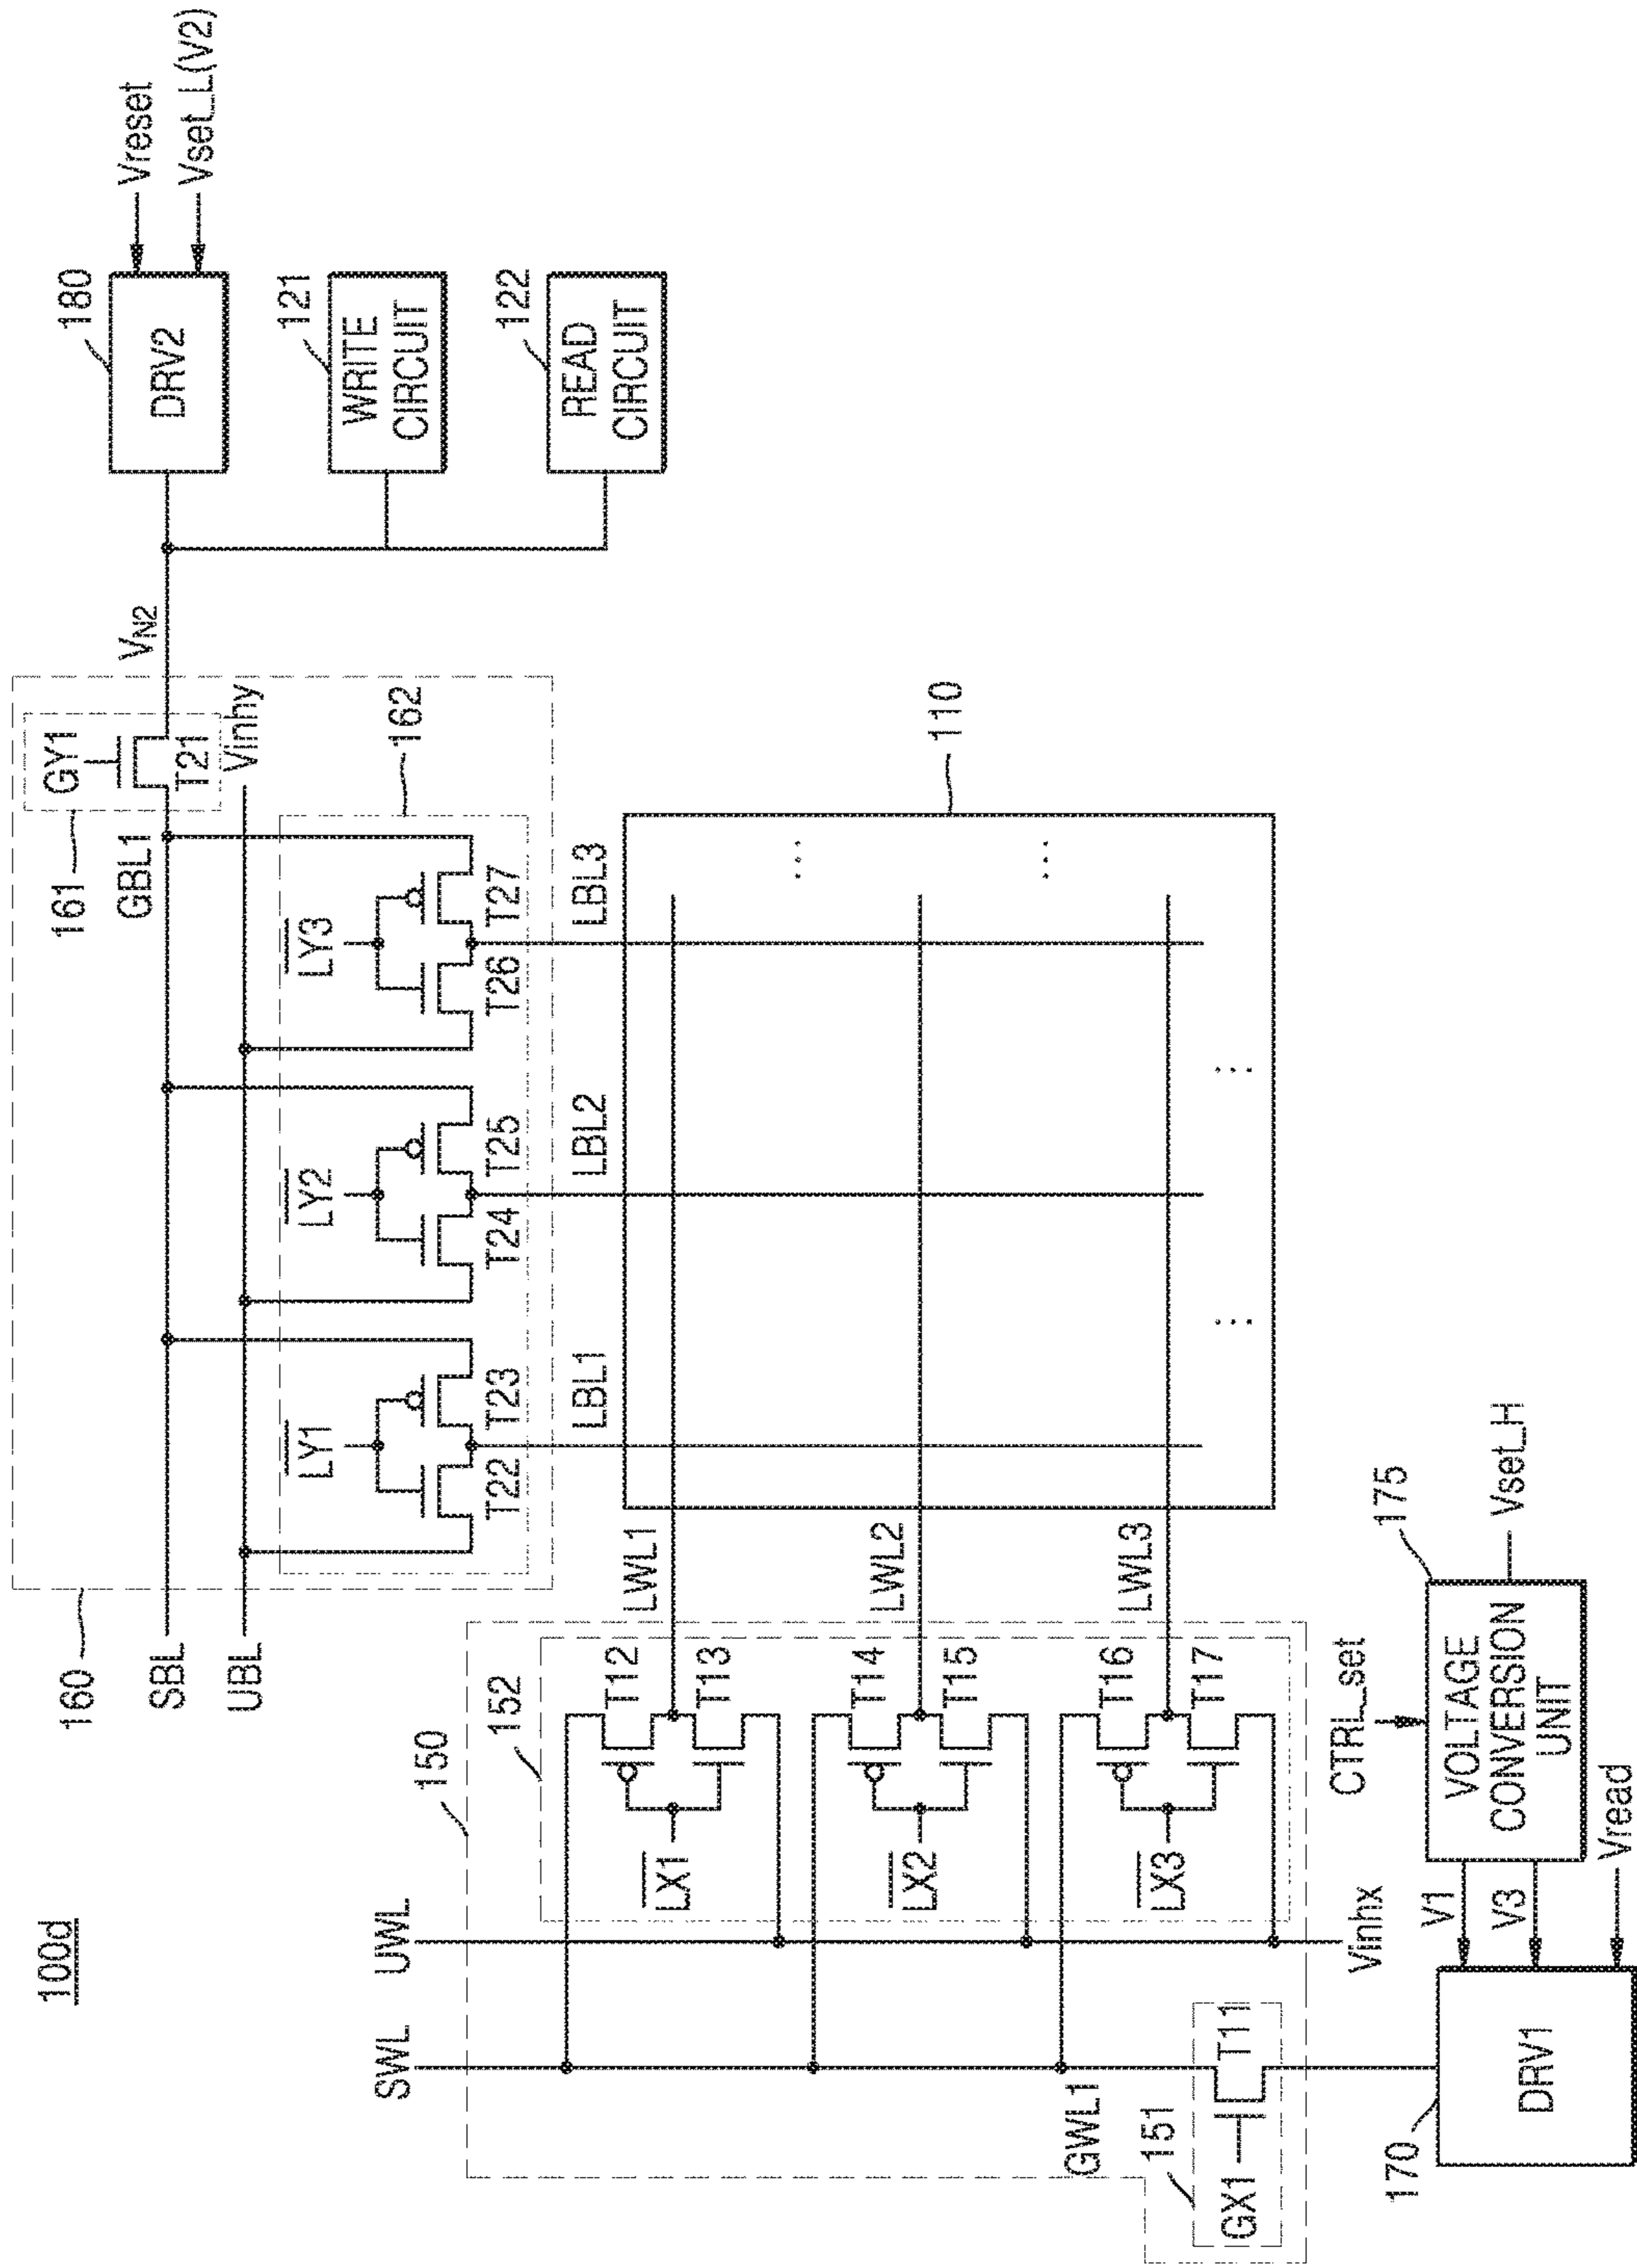 100d
160
SBL
UBL
GBL1
161
GY1
T21
Vinhy
VN2
180
DRV2
Vreset
Vset_L(V2)
121
WRITE
CIRCUIT
122
READ
CIRCUIT
LY1
LY2
LY3
162
T22
T23
T24
T25
T26
T27
LBL1
LBL2
LBL3
110
SWL
UWL
150
152
LX1
T12
T13
LWL1
LX2
T14
T15
LWL2
LX3
T16
T17
LWL3
GWL1
151
GX1
T11
Vinhx
CTRL_set
175
VOLTAGE
CONVERSION
UNIT
Vset_H
V1
V3
Vread
170
DRV1